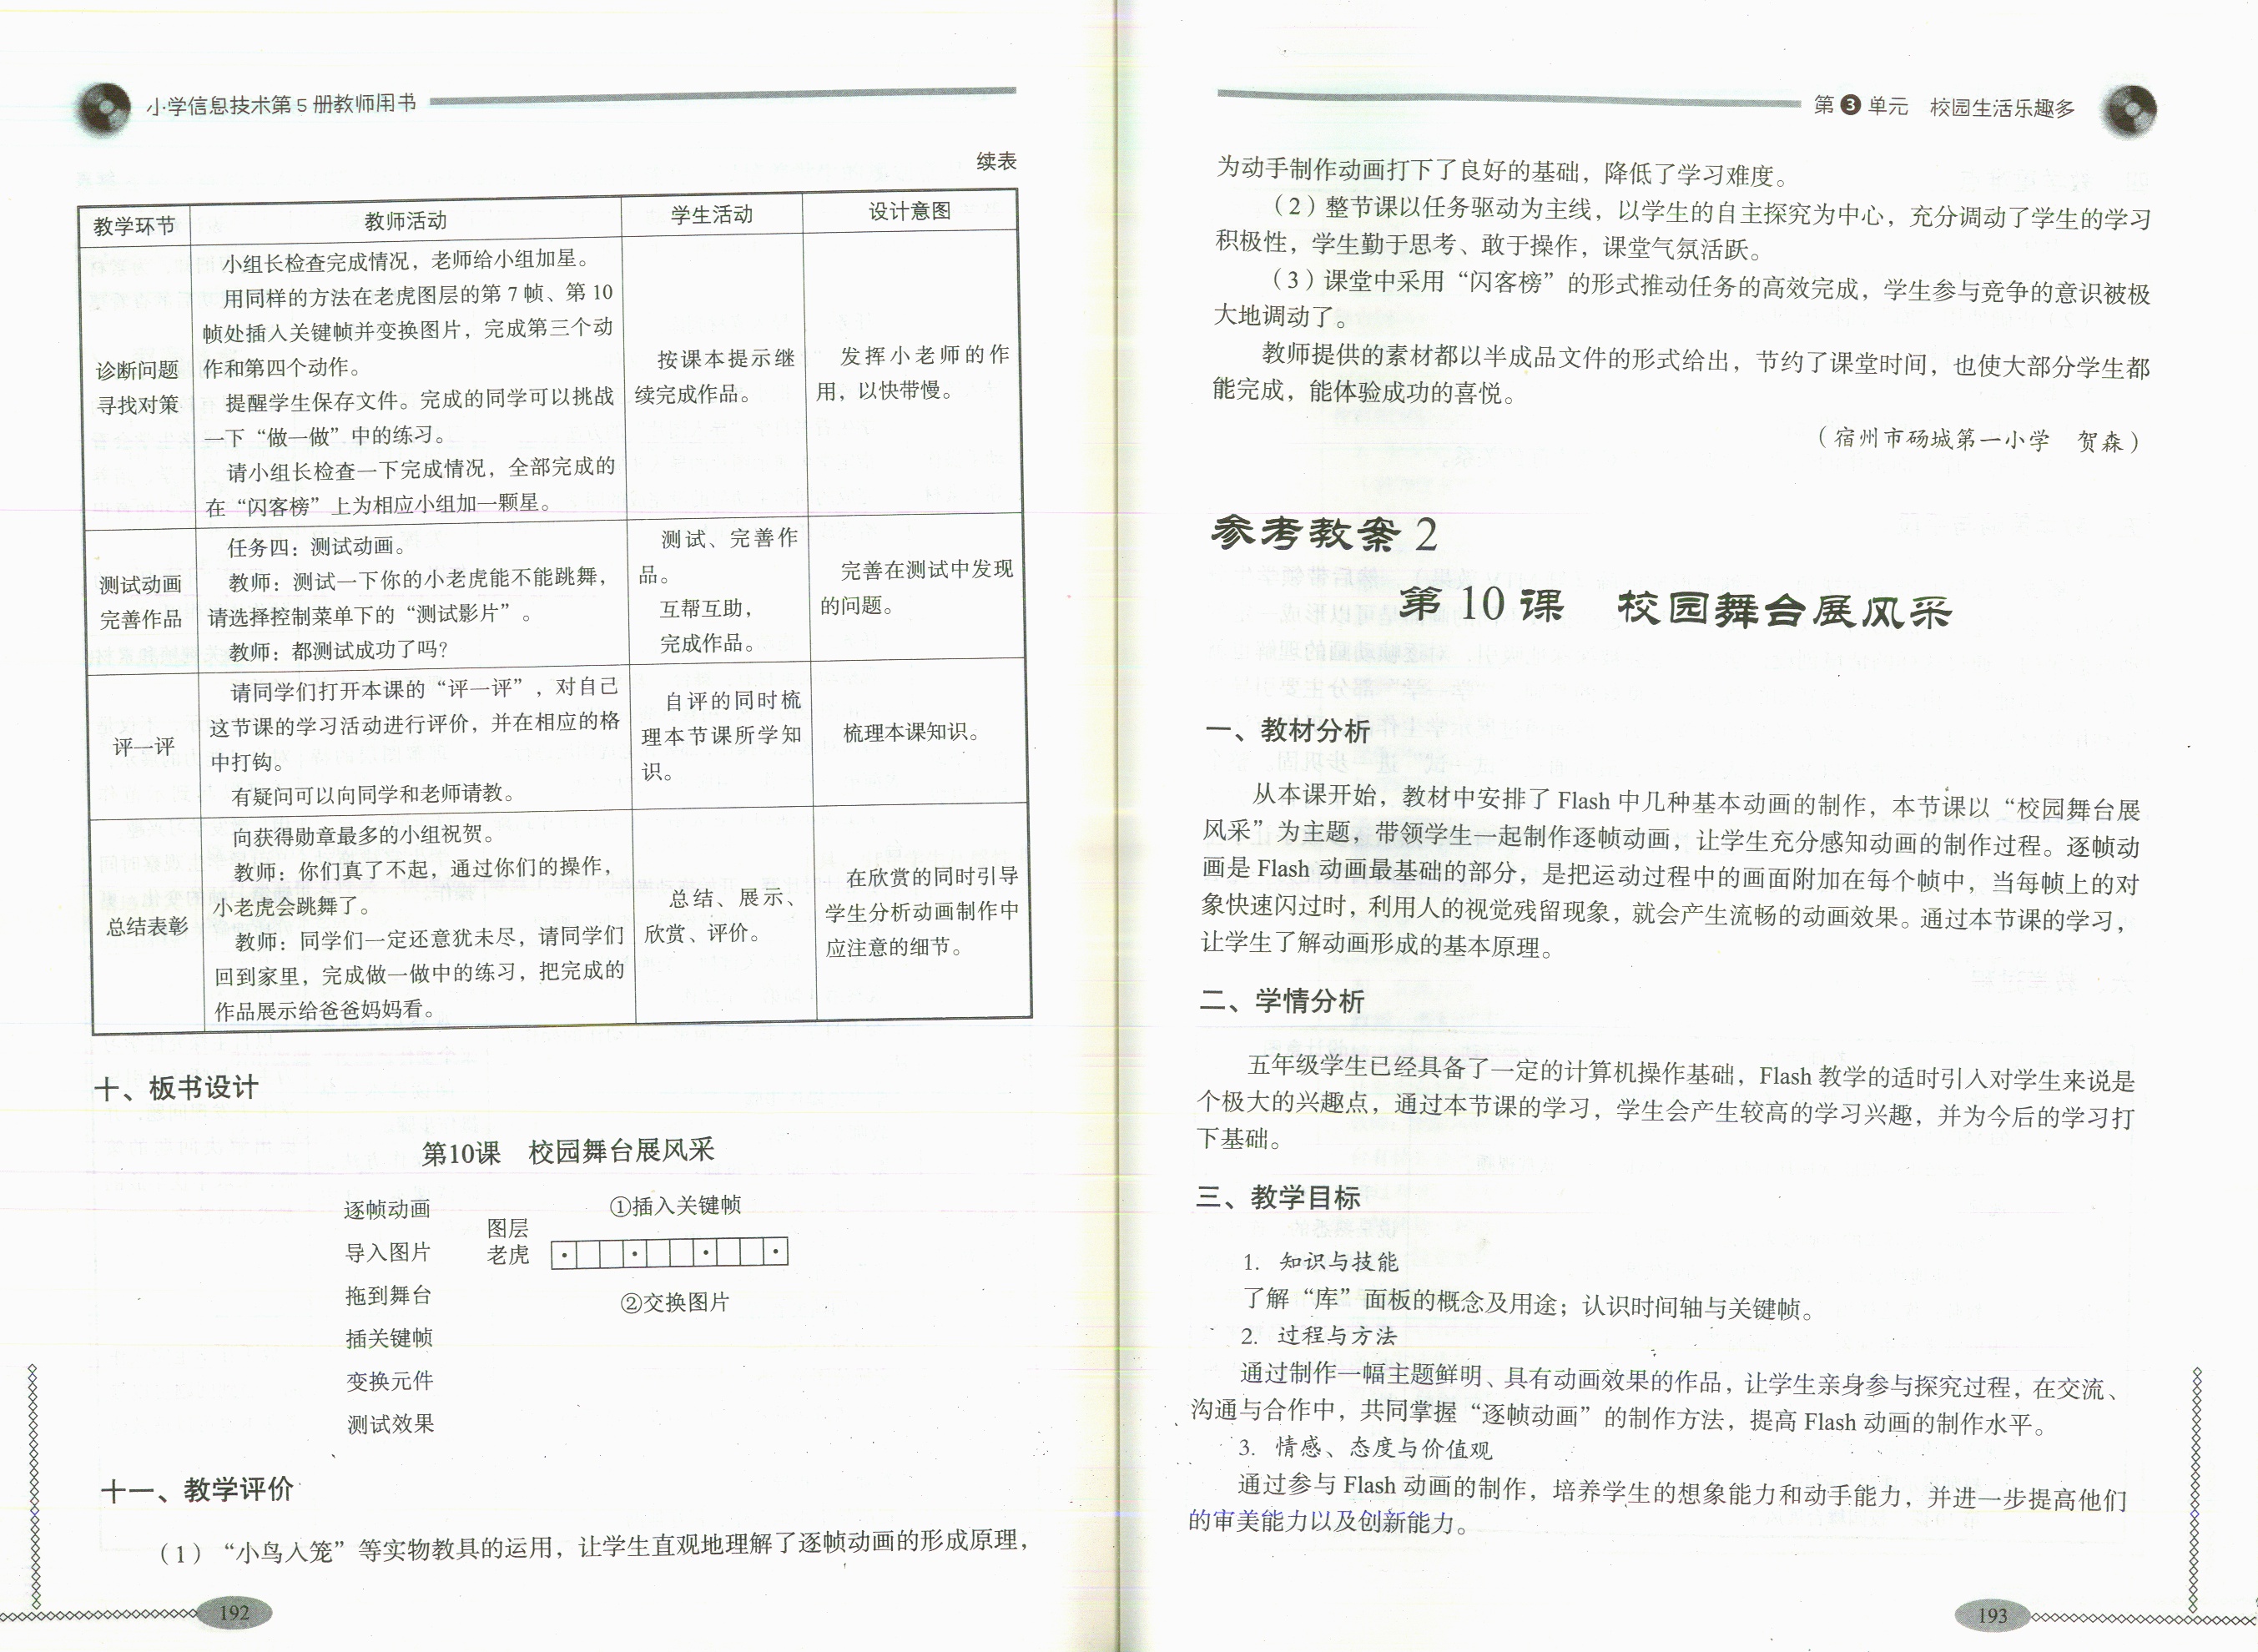 小学信息技术第5册教师用书
续表
教学环节
教师活动
学生活动
设计意图
诊断问题
寻找对策
小组长检查完成情况，老师给小组加星。
用同样的方法在老虎图层的第7帧、第10
帧处插入关键帧并变换图片，完成第三个动
作和第四个动作。
提醒学生保存文件。完成的同学可以挑战
一下“做一做”中的练习。
请小组长检查一下完成情况，全部完成的
在“闪客榜”上为相应小组加一颗星。
按课本提示继
续完成作品。
发挥小老师的作
用，以快带慢。
测试动画
完善作品
任务四：测试动画。
教师：测试一下你的小老虎能不能跳舞，
请选择控制菜单下的“测试影片”。
教师：都测试成功了吗？
测试、完善作
品。
互帮互助，
完成作品。
完善在测试中发现
的问题。
评一评
请同学们打开本课的“评一评”，对自己
这节课的学习活动进行评价，并在相应的格
中打钩。
有疑问可以向同学和老师请教。
自评的同时梳
理本节课所学知
识。
梳理本课知识。
总结表彰
向获得勋章最多的小组祝贺。
教师：你们真了不起，通过你们的操作，
小老虎会跳舞了。
教师：同学们一定还意犹未尽，请同学们
回到家里，完成做一做中的练习，把完成的
作品展示给爸爸妈妈看。
总结、展示、
欣赏、评价。
在欣赏的同时引导
学生分析动画制作中
应注意的细节。
十、板书设计
第10课　校园舞台展风采
逐帧动画
导入图片
拖到舞台
插关键帧
变换元件
测试效果
①插入关键帧
图层
老虎
②交换图片
十一、教学评价
（1）“小鸟入笼”等实物教具的运用，让学生直观地理解了逐帧动画的形成原理，
192
第3单元　校园生活乐趣多
为动手制作动画打下了良好的基础，降低了学习难度。
（2）整节课以任务驱动为主线，以学生的自主探究为中心，充分调动了学生的学习
积极性，学生勤于思考、敢于操作，课堂气氛活跃。
（3）课堂中采用“闪客榜”的形式推动任务的高效完成，学生参与竞争的意识被极
大地调动了。
教师提供的素材都以半成品文件的形式给出，节约了课堂时间，也使大部分学生都
能完成，能体验成功的喜悦。
（宿州市砀城第一小学　贺森）
参考教案2
第10课　校园舞台展风采
一、教材分析
从本课开始，教材中安排了Flash中几种基本动画的制作，本节课以“校园舞台展
风采”为主题，带领学生一起制作逐帧动画，让学生充分感知动画的制作过程。逐帧动
画是Flash动画最基础的部分，是把运动过程中的画面附加在每个帧中，当每帧上的对
象快速闪过时，利用人的视觉残留现象，就会产生流畅的动画效果。通过本节课的学习，
让学生了解动画形成的基本原理。
二、学情分析
五年级学生已经具备了一定的计算机操作基础，Flash教学的适时引入对学生来说是
个极大的兴趣点，通过本节课的学习，学生会产生较高的学习兴趣，并为今后的学习打
下基础。
三、教学目标
1. 知识与技能
了解“库”面板的概念及用途；认识时间轴与关键帧。
2. 过程与方法
通过制作一幅主题鲜明、具有动画效果的作品，让学生亲身参与探究过程，在交流、
沟通与合作中，共同掌握“逐帧动画”的制作方法，提高Flash动画的制作水平。
3. 情感、态度与价值观
通过参与Flash动画的制作，培养学生的想象能力和动手能力，并进一步提高他们
的审美能力以及创新能力。
193